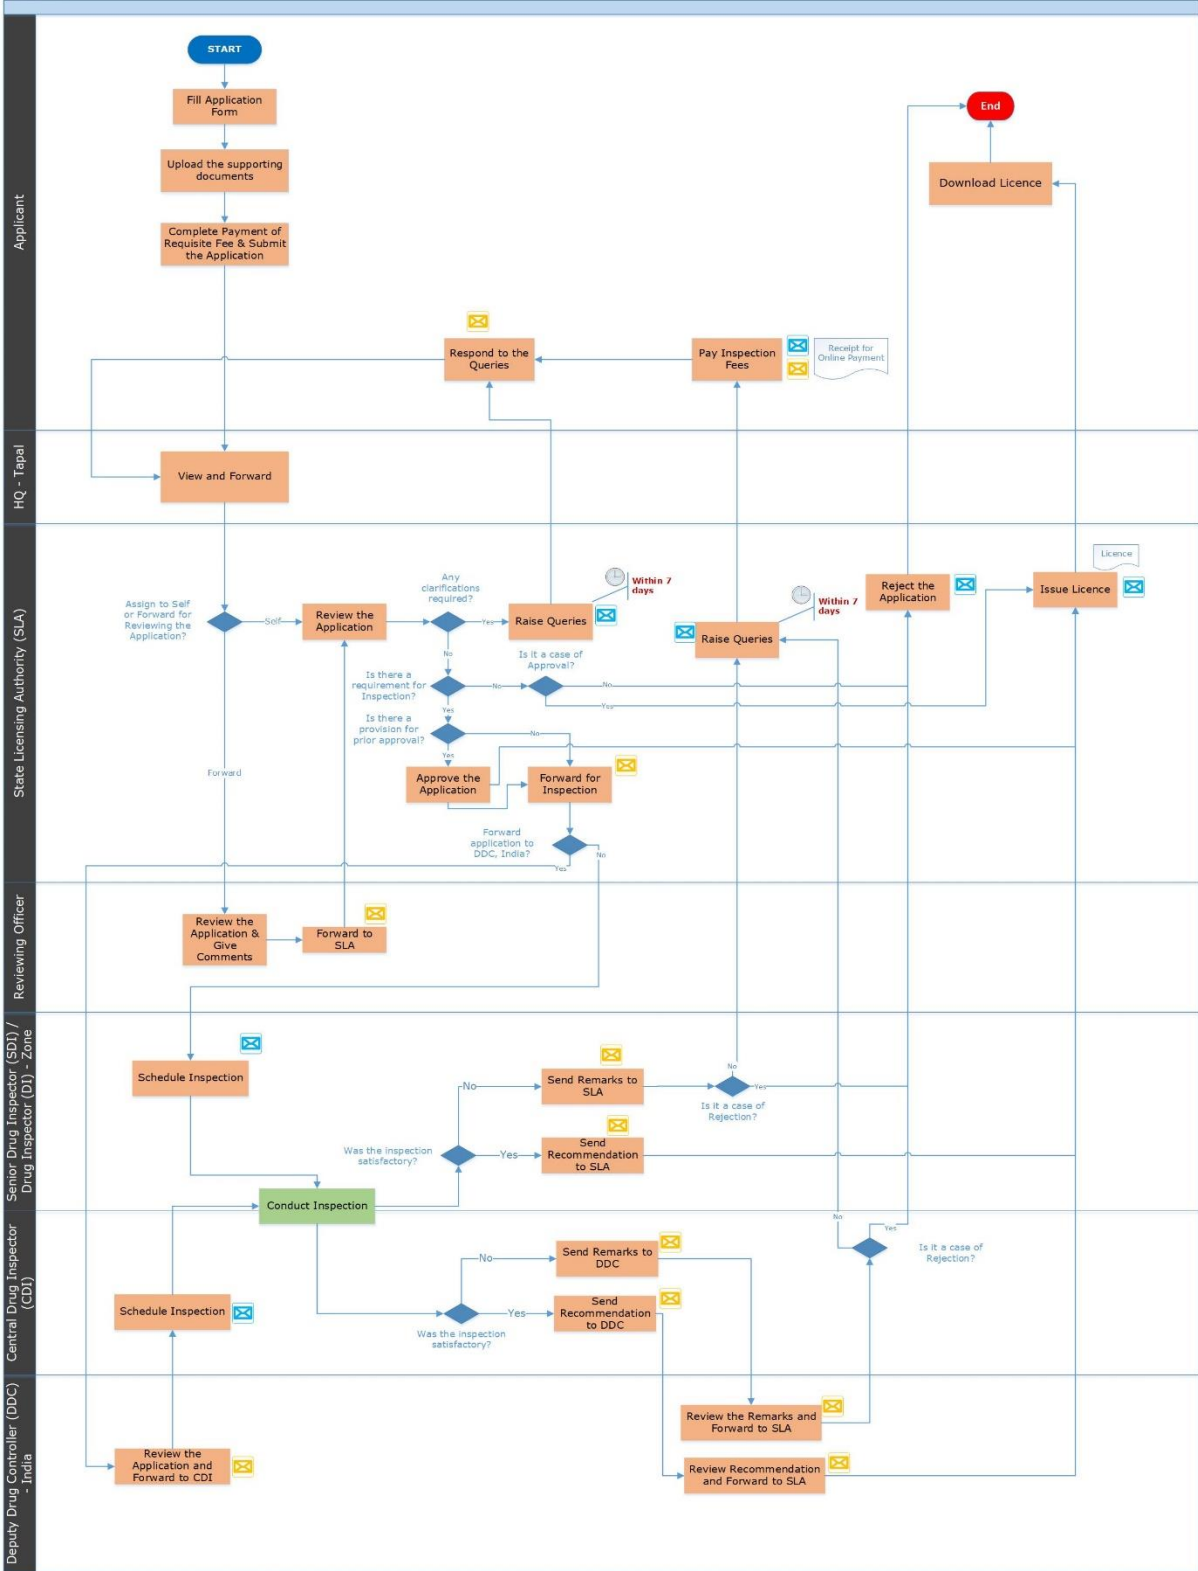 START
Fill Application
Form
Upload the supporting
documents
Complete Payment of
Requisite Fee & Submit
the Application
End
Download Licence
Respond to the
Queries
Pay Inspection
Fees
Receipt for
Online Payment
Applicant
HQ - Tapal
View and Forward
State Licensing Authority (SLA)
Assign to Self
or Forward for
Reviewing the
Application?
Self
Forward
Review the
Application
Any
clarifications
required?
Yes
No
Raise Queries
Within 7
days
Raise Queries
Within 7
days
Reject the
Application
Licence
Issue Licence
Is there a
requirement for
Inspection?
No
Yes
Is it a case of
Approval?
No
Yes
Is there a
provision for
prior approval?
No
Yes
Approve the
Application
Forward for
Inspection
Forward
application to
DDC, India?
No
Yes
Reviewing Officer
Review the
Application &
Give
Comments
Forward to
SLA
Senior Drug Inspector (SDI) /
Drug Inspector (DI) - Zone
Schedule Inspection
Was the inspection
satisfactory?
No
Yes
Send Remarks to
SLA
Send
Recommendation
to SLA
No
Yes
Is it a case of
Rejection?
Conduct Inspection
Central Drug Inspector
(CDI)
Schedule Inspection
Was the inspection
satisfactory?
No
Yes
Send Remarks to
DDC
Send
Recommendation
to DDC
No
Yes
Is it a case of
Rejection?
Deputy Drug Controller (DDC)
- India
Review the
Application and
Forward to CDI
Review the Remarks and
Forward to SLA
Review Recommendation
and Forward to SLA